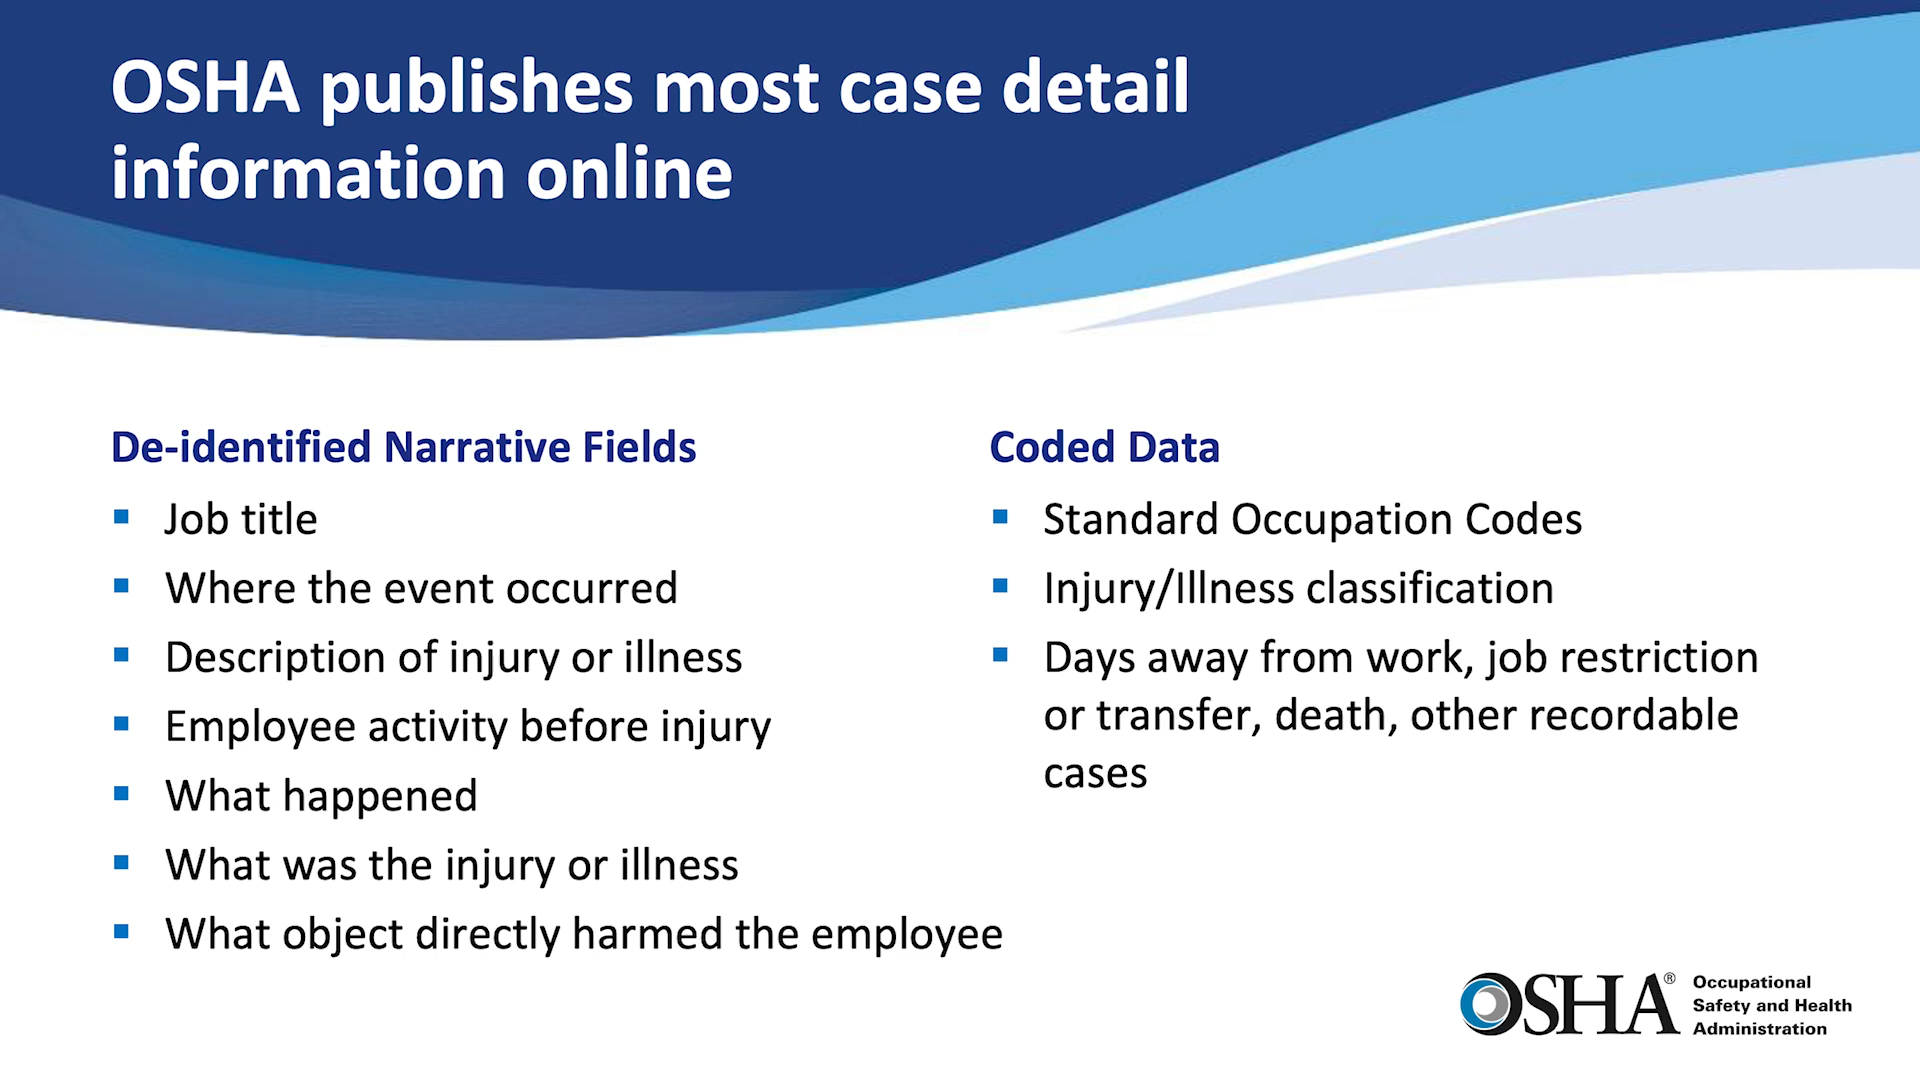 OSHA publishes most case detail
information online
De-identified Narrative Fields
▪ Job title
▪ Where the event occurred
▪ Description of injury or illness
▪ Employee activity before injury
▪ What happened
▪ What was the injury or illness
▪ What object directly harmed the employee
Coded Data
▪ Standard Occupation Codes
▪ Injury/Illness classification
▪ Days away from work, job restriction
or transfer, death, other recordable
cases
OSHA®
Occupational
Safety and Health
Administration